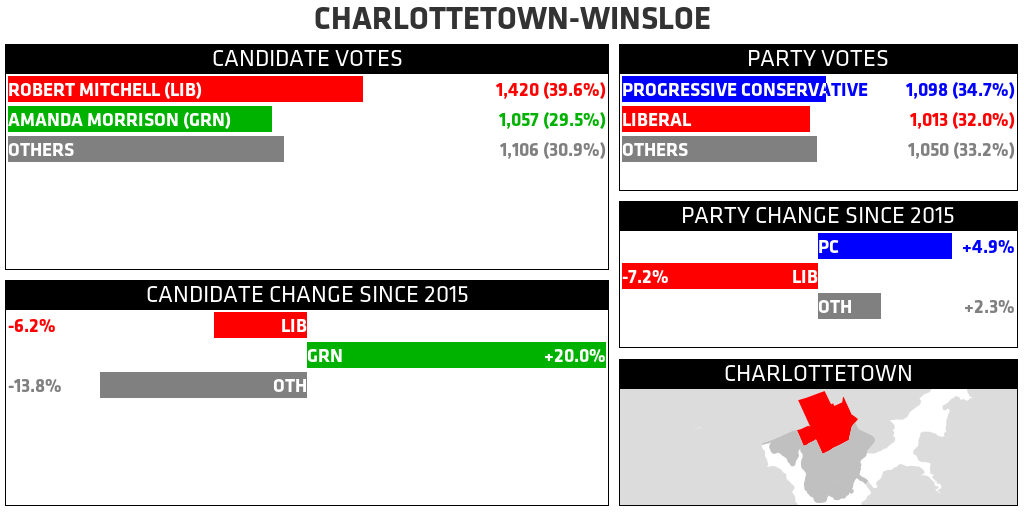 CHARLOTTETOWN-WINSLOE
CANDIDATE VOTES
ROBERT MITCHELL (LIB) 1,420 (39.6%)
AMANDA MORRISON (GRN) 1,057 (29.5%)
OTHERS 1,106 (30.9%)
CANDIDATE CHANGE SINCE 2015
-6.2% LIB
GRN +20.0%
-13.8% OTH
PARTY VOTES
PROGRESSIVE CONSERVATIVE 1,098 (34.7%)
LIBERAL 1,013 (32.0%)
OTHERS 1,050 (33.2%)
PARTY CHANGE SINCE 2015
PC +4.9%
-7.2% LIB
OTH +2.3%
CHARLOTTETOWN